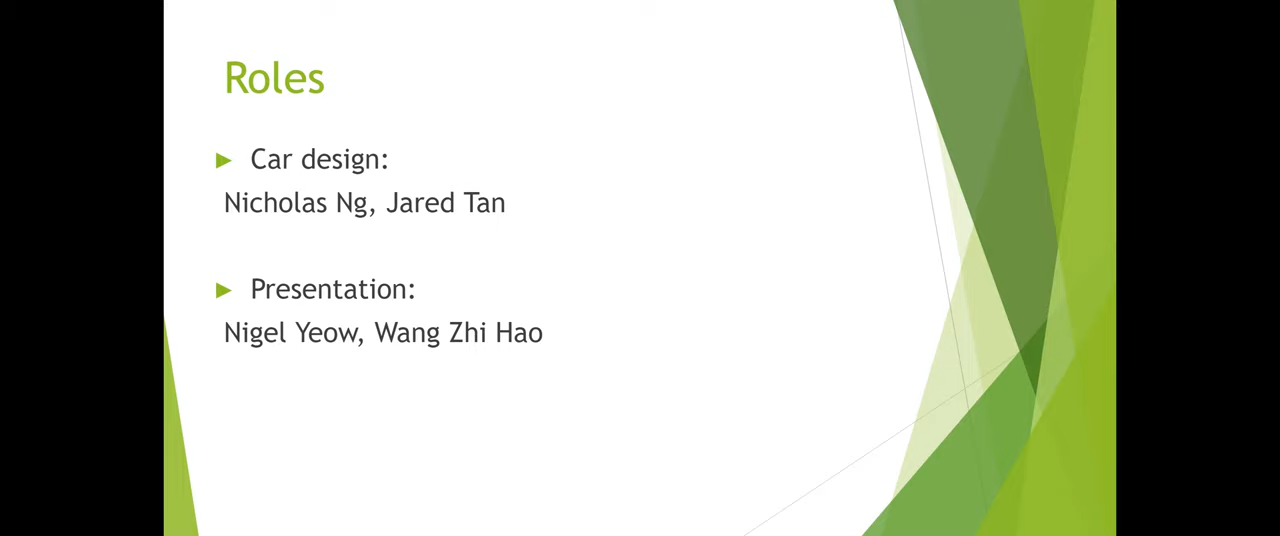 Roles
Car design:
Nicholas Ng, Jared Tan
Presentation:
Nigel Yeow, Wang Zhi Hao